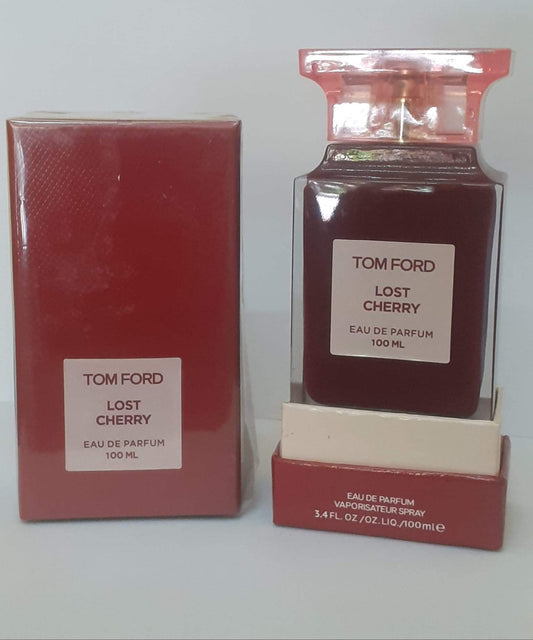 TOM FORD
LOST
CHERRY
EAU DE PARFUM
100 ML
TOM FORD
LOST
CHERRY
EAU DE PARFUM
100 ML
EAU DE PARFUM
VAPORISATEUR SPRAY
3.4 FL. OZ./OZ. LIQ./100ml e